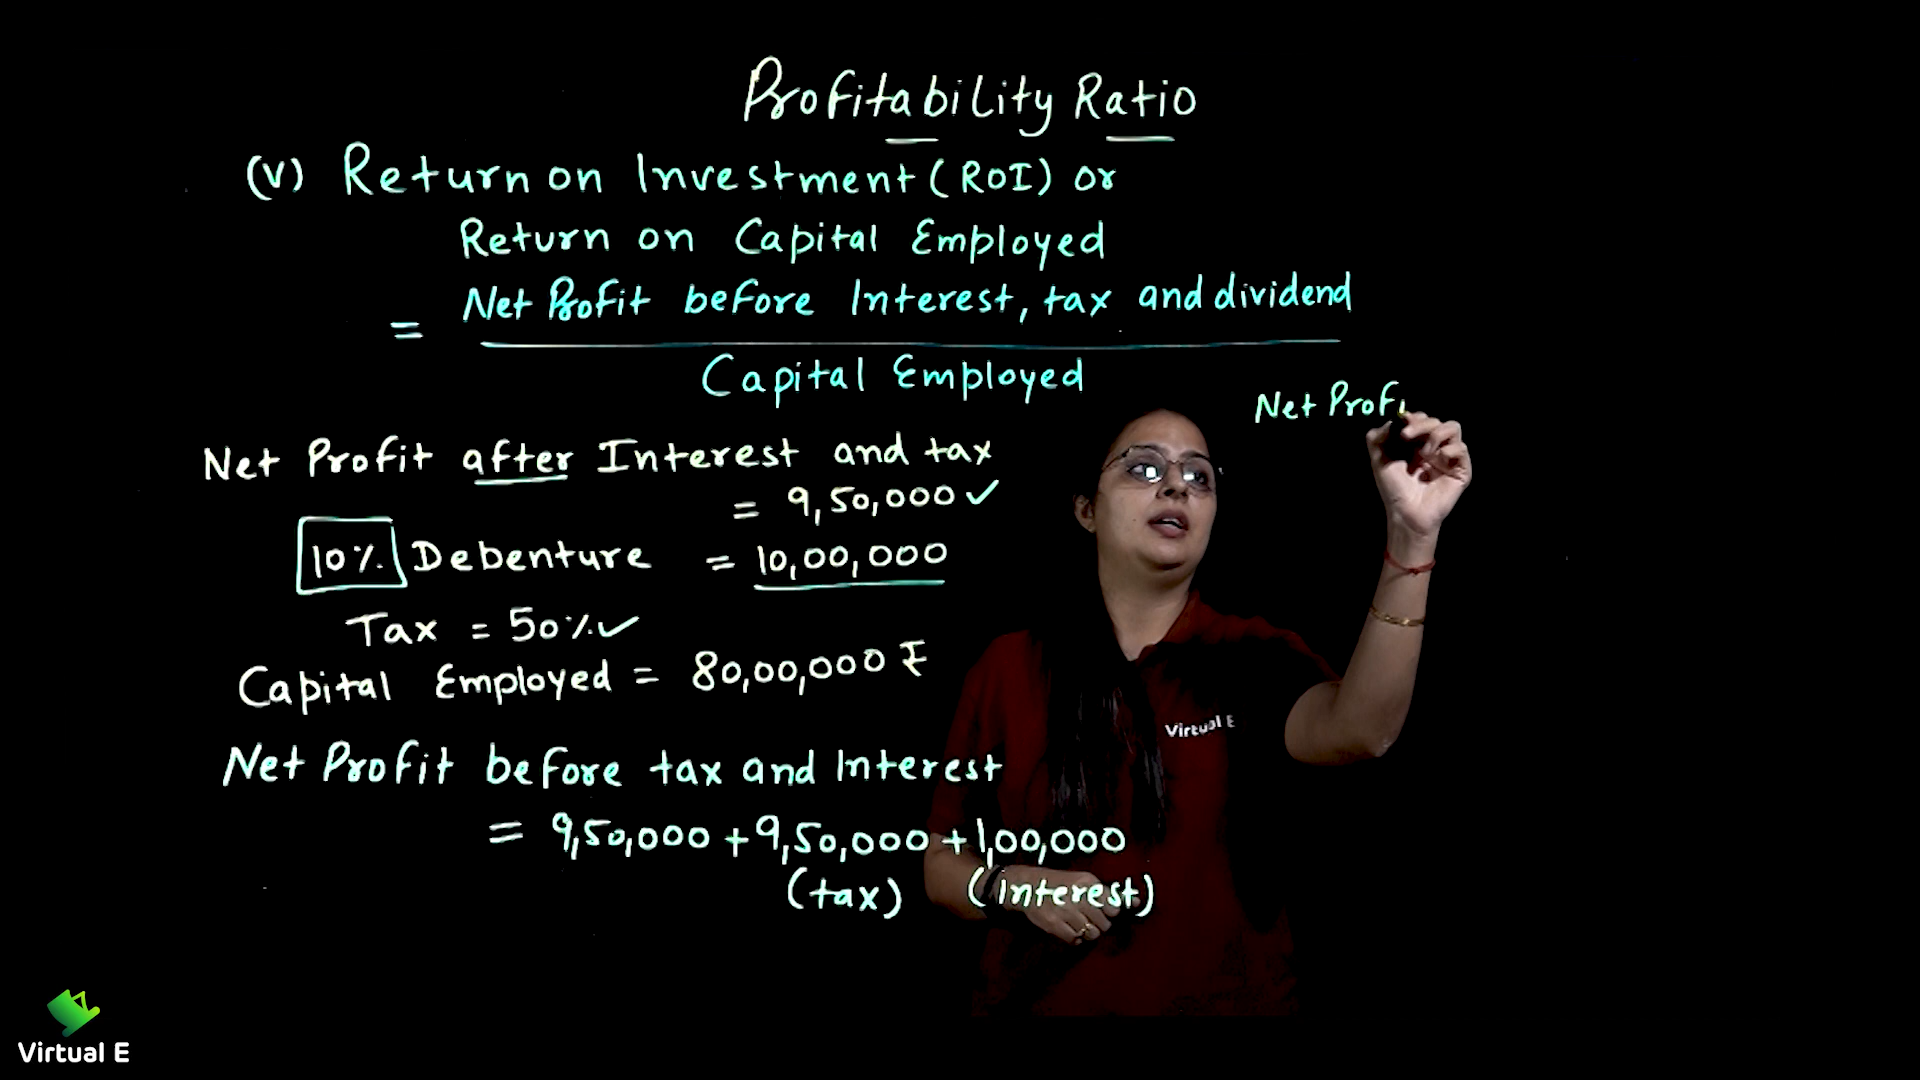 Profitability Ratio
(V) Return on Investment (ROI) or
Return on Capital Employed
= Net Profit before Interest, tax and dividend
Capital Employed
Net Profi
Net Profit after Interest and tax
= 9,50,000 ✓
10% Debenture = 10,00,000
Tax = 50% ✓
Capital Employed = 80,00,000 ₹
Net Profit before tax and Interest
= 9,50,000 + 9,50,000 + 1,00,000
(tax) (interest)
Virtual E
Virtual E